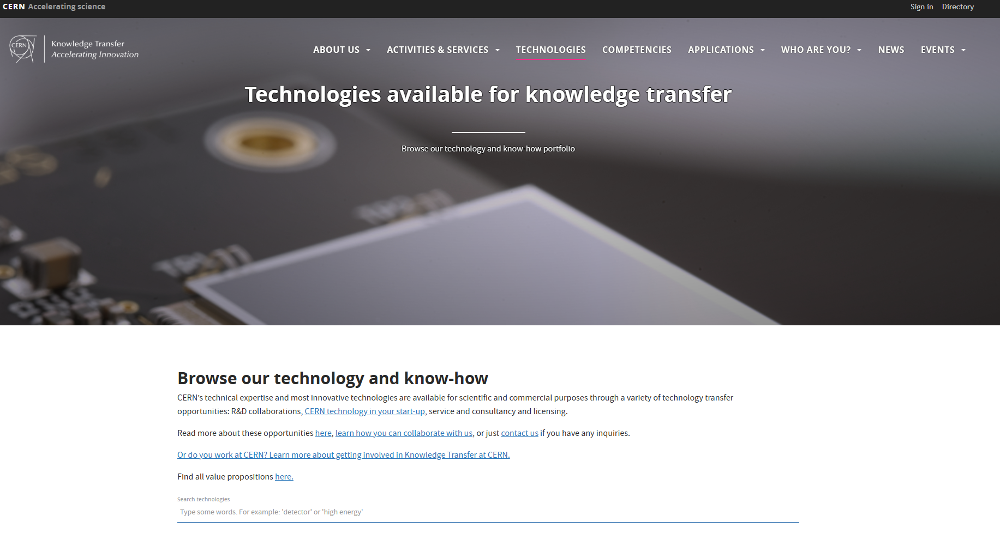 CERN Accelerating science
Sign in Directory
CERN
Knowledge Transfer
Accelerating Innovation
ABOUT US ACTIVITIES & SERVICES TECHNOLOGIES COMPETENCIES APPLICATIONS WHO ARE YOU? NEWS EVENTS
Technologies available for knowledge transfer
Browse our technology and know-how portfolio
Browse our technology and know-how
CERN's technical expertise and most innovative technologies are available for scientific and commercial purposes through a variety of technology transfer
opportunities: R&D collaborations, CERN technology in your start-up, service and consultancy and licensing.
Read more about these opportunities here, learn how you can collaborate with us, or just contact us if you have any inquiries.
Or do you work at CERN? Learn more about getting involved in Knowledge Transfer at CERN.
Find all value propositions here.
Search technologies
Type some words. For example: 'detector' or 'high energy'